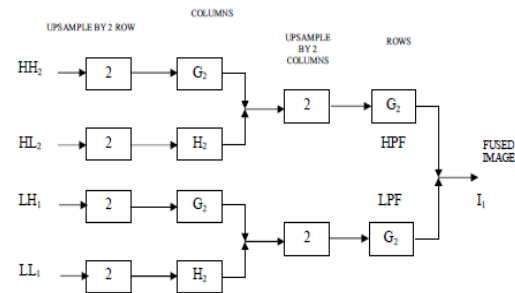 UPSAMPLE BY 2 ROW
COLUMNS
UPSAMPLE
BY 2
COLUMNS
ROWS
HH2
2
G2
2
G2
HL2
2
H2
HPF
FUSED
IMAGE
LH1
2
G2
LPF
I1
2
G2
LL1
2
H2